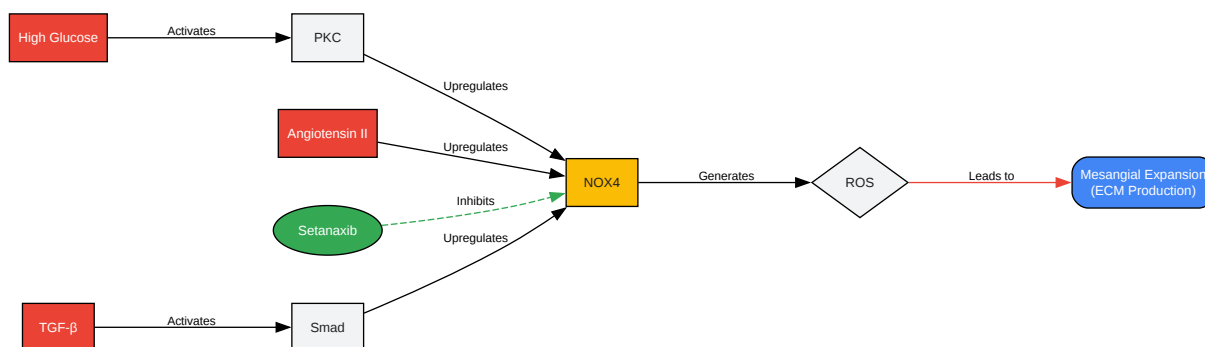 High Glucose
Activates
PKC
Upregulates
Angiotensin II
Upregulates
NOX4
Generates
ROS
Leads to
Mesangial Expansion
(ECM Production)
Setanaxib
Inhibits
Upregulates
TGF-β
Activates
Smad